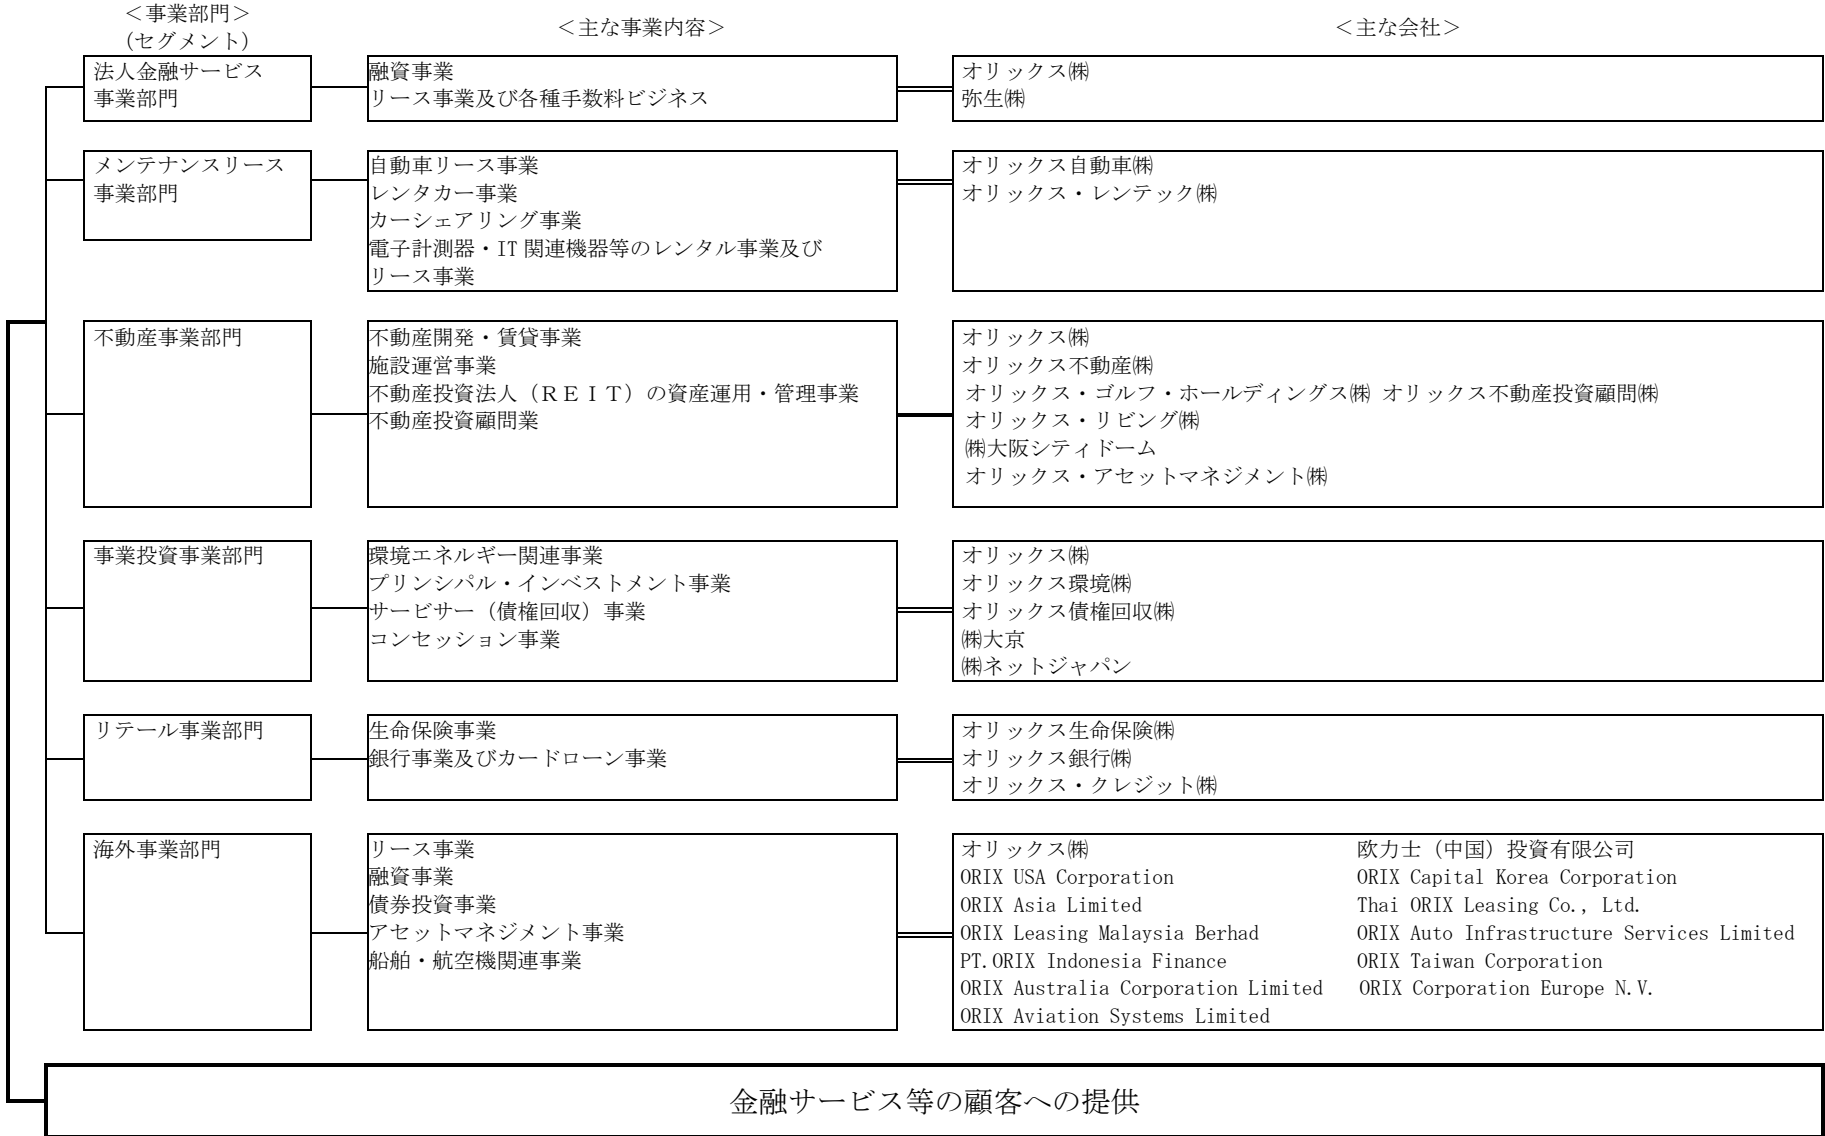 ＜事業部門＞
(セグメント)
＜主な事業内容＞
＜主な会社＞
法人金融サービス
事業部門
融資事業
リース事業及び各種手数料ビジネス
オリックス㈱
弥生㈱
メンテナンスリース
事業部門
自動車リース事業
レンタカー事業
カーシェアリング事業
電子計測器・IT関連機器等のレンタル事業及び
リース事業
オリックス自動車㈱
オリックス・レンテック㈱
不動産事業部門
不動産開発・賃貸事業
施設運営事業
不動産投資法人（ＲＥＩＴ）の資産運用・管理事業
不動産投資顧問業
オリックス㈱
オリックス不動産㈱
オリックス・ゴルフ・ホールディングス㈱ オリックス不動産投資顧問㈱
オリックス・リビング㈱
㈱大阪シティドーム
オリックス・アセットマネジメント㈱
事業投資事業部門
環境エネルギー関連事業
プリンシパル・インベストメント事業
サービサー（債権回収）事業
コンセッション事業
オリックス㈱
オリックス環境㈱
オリックス債権回収㈱
㈱大京
㈱ネットジャパン
リテール事業部門
生命保険事業
銀行事業及びカードローン事業
オリックス生命保険㈱
オリックス銀行㈱
オリックス・クレジット㈱
海外事業部門
リース事業
融資事業
債券投資事業
アセットマネジメント事業
船舶・航空機関連事業
オリックス㈱
ORIX USA Corporation
ORIX Asia Limited
ORIX Leasing Malaysia Berhad
PT.ORIX Indonesia Finance
ORIX Australia Corporation Limited
ORIX Aviation Systems Limited
欧力士（中国）投資有限公司
ORIX Capital Korea Corporation
Thai ORIX Leasing Co., Ltd.
ORIX Auto Infrastructure Services Limited
ORIX Taiwan Corporation
ORIX Corporation Europe N.V.
金融サービス等の顧客への提供